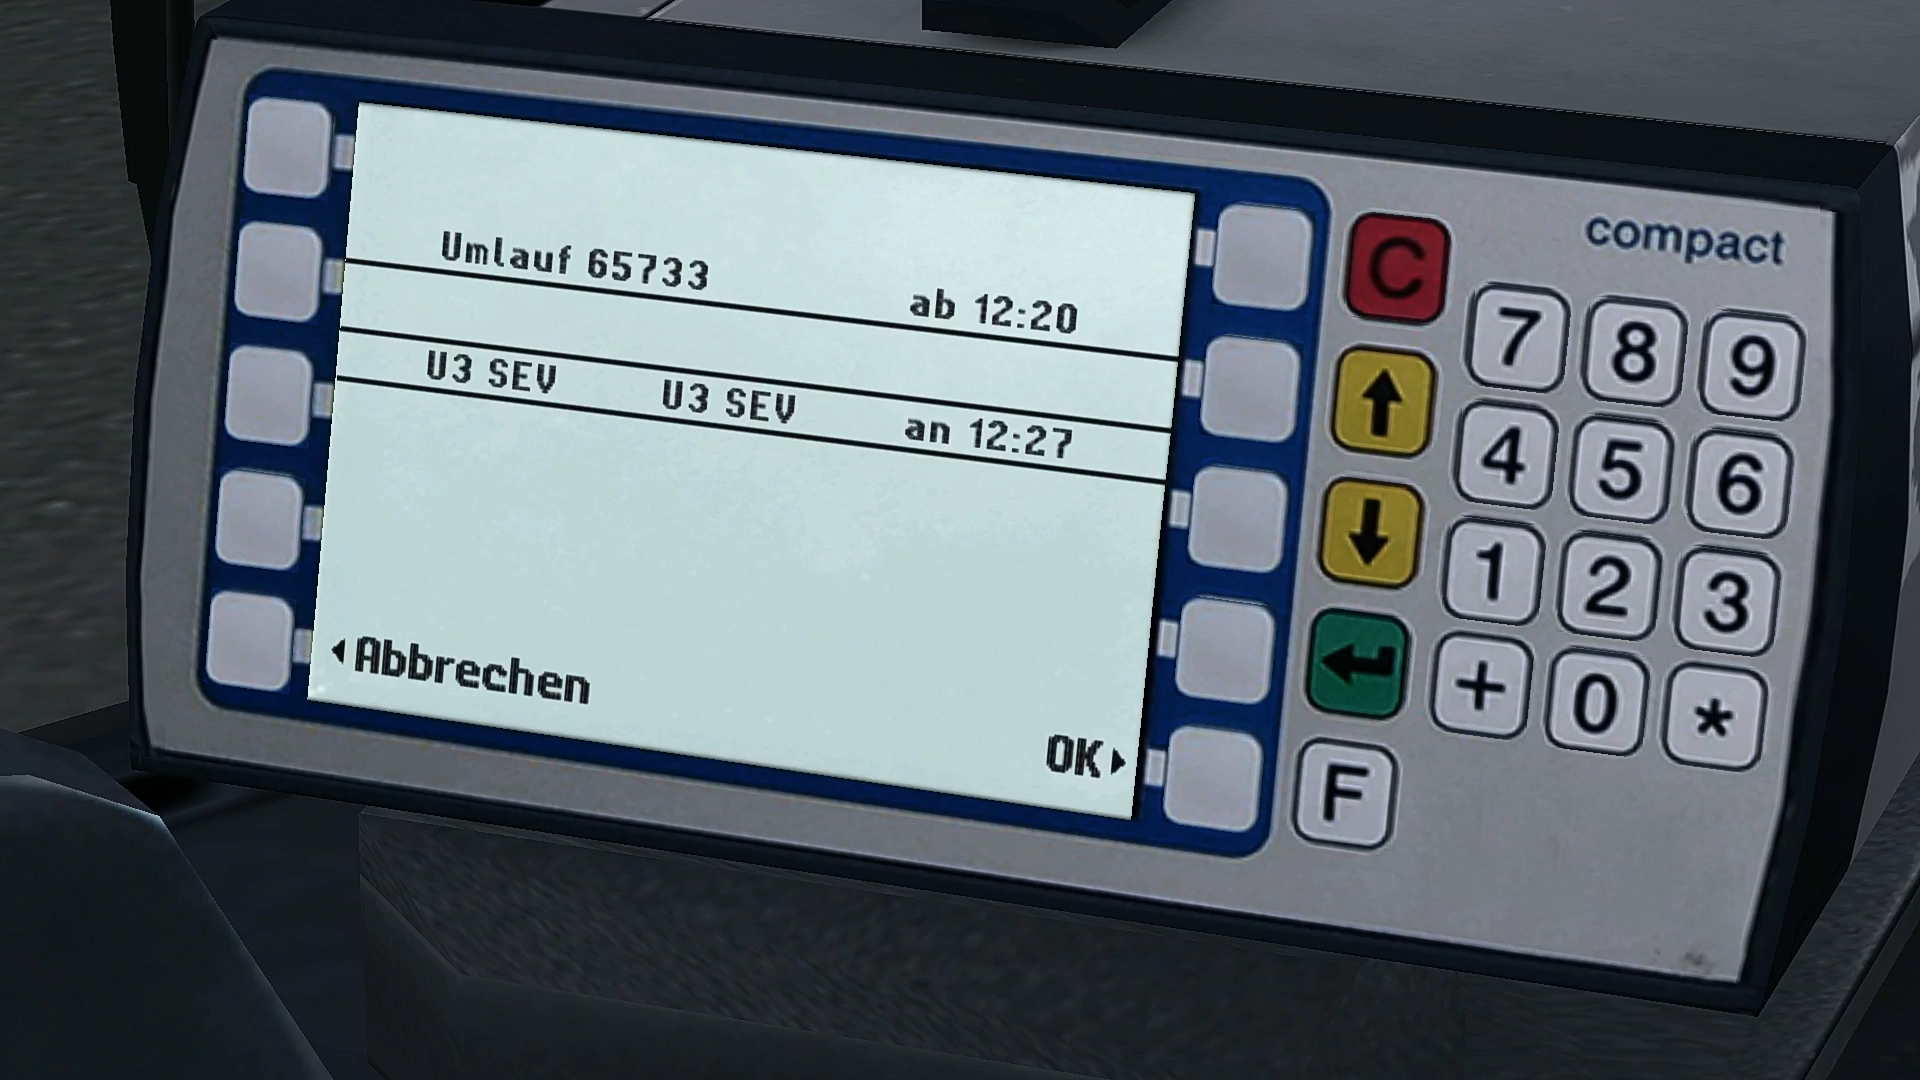 Umlauf 65733 ab 12:20
U3 SEV U3 SEV an 12:27
Abbrechen
OK
compact
C 7 8 9
4 5 6
1 2 3
+ 0 *
F